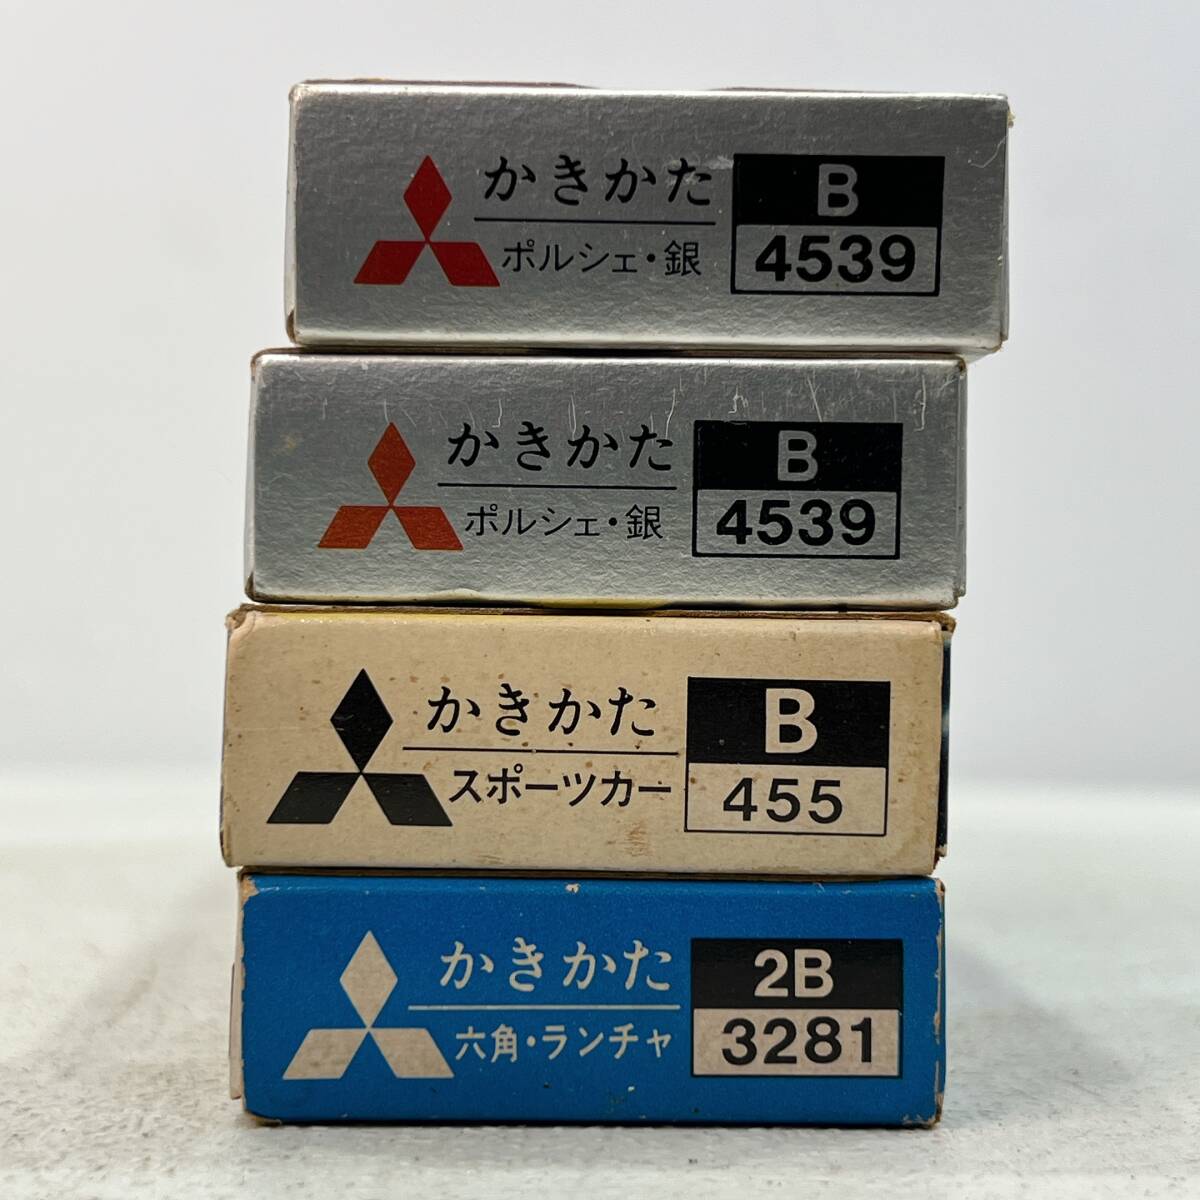 かきかた
ポルシェ・銀
B
4539
かきかた
ポルシェ・銀
B
4539
かきかた
スポーツカー
B
455
かきかた
六角・ランチャ
2B
3281